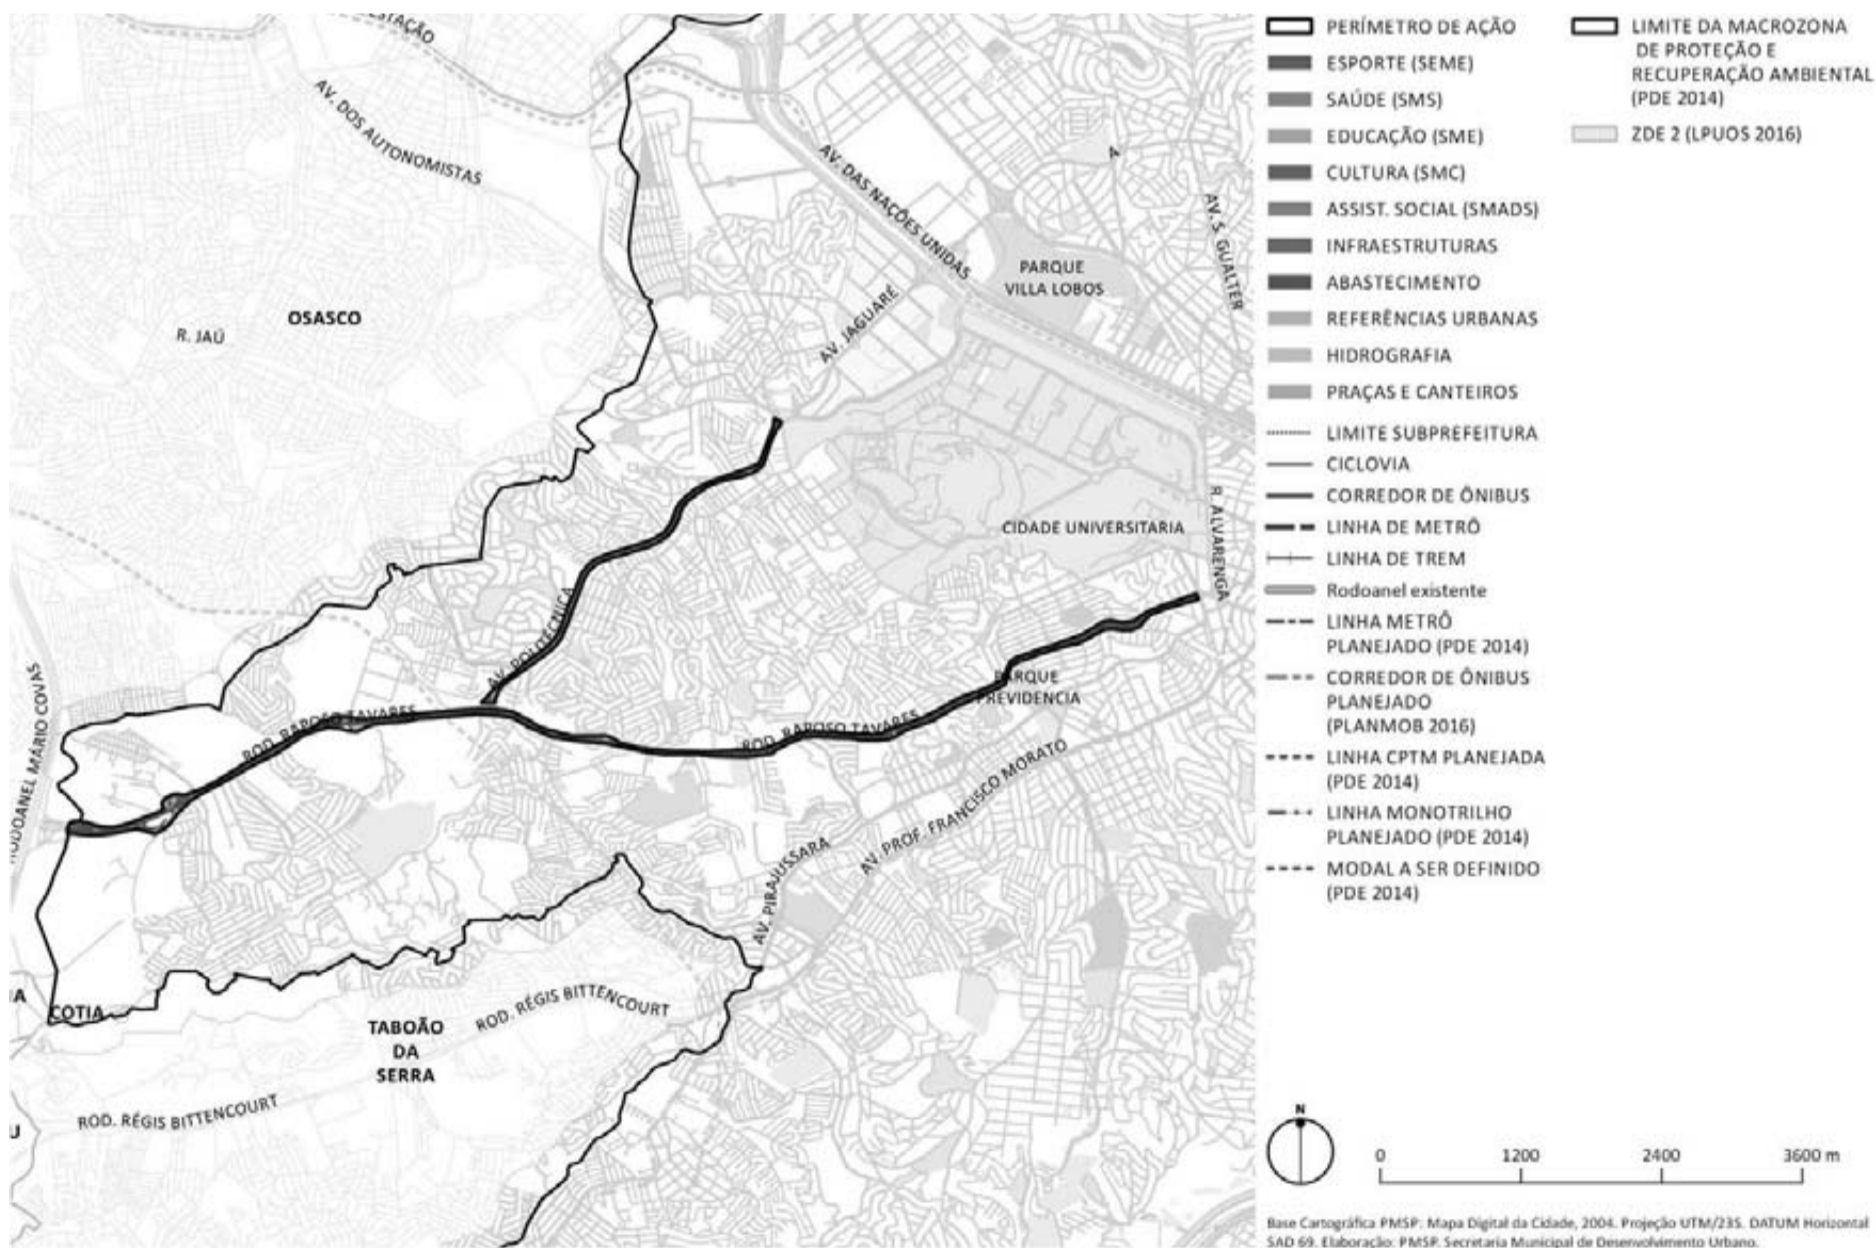 ESTAÇÃO
AV. DOS AUTONOMISTAS
AV. DAS NAÇÕES UNIDAS
AV. S. GUALTER
PARQUE
VILLA LOBOS
OSASCO
R. JAÚ
AV. JAGUARÉ
CIDADE UNIVERSITARIA
R. ALVARENGA
AV. POLITÉCNICA
PARQUE
PREVIDENCIA
ROD. RAPOSO TAVARES
ROD. RAPOSO TAVARES
RODOANEL MÁRIO COVAS
AV. PROF. FRANCISCO MORATO
AV. PIRAJUSSARA
A
COTIA
TABOÃO
DA
SERRA
ROD. RÉGIS BITTENCOURT
ROD. RÉGIS BITTENCOURT
U
PERÍMETRO DE AÇÃO
ESPORTE (SEME)
SAÚDE (SMS)
EDUCAÇÃO (SME)
CULTURA (SMC)
ASSIST. SOCIAL (SMADS)
INFRAESTRUTURAS
ABASTECIMENTO
REFERÊNCIAS URBANAS
HIDROGRAFIA
PRAÇAS E CANTEIROS
LIMITE SUBPREFEITURA
CICLOVIA
CORREDOR DE ÔNIBUS
LINHA DE METRÔ
LINHA DE TREM
Rodoanel existente
LINHA METRÔ
PLANEJADO (PDE 2014)
CORREDOR DE ÔNIBUS
PLANEJADO
(PLANMOB 2016)
LINHA CPTM PLANEJADA
(PDE 2014)
LINHA MONOTRILHO
PLANEJADO (PDE 2014)
MODAL A SER DEFINIDO
(PDE 2014)
LIMITE DA MACROZONA
DE PROTEÇÃO E
RECUPERAÇÃO AMBIENTAL
(PDE 2014)
ZDE 2 (LPUOS 2016)
N
0 1200 2400 3600 m
Base Cartográfica PMSP: Mapa Digital da Cidade, 2004. Projeção UTM/23S. DATUM Horizontal
SAD 69. Elaboração: PMSP. Secretaria Municipal de Desenvolvimento Urbano.